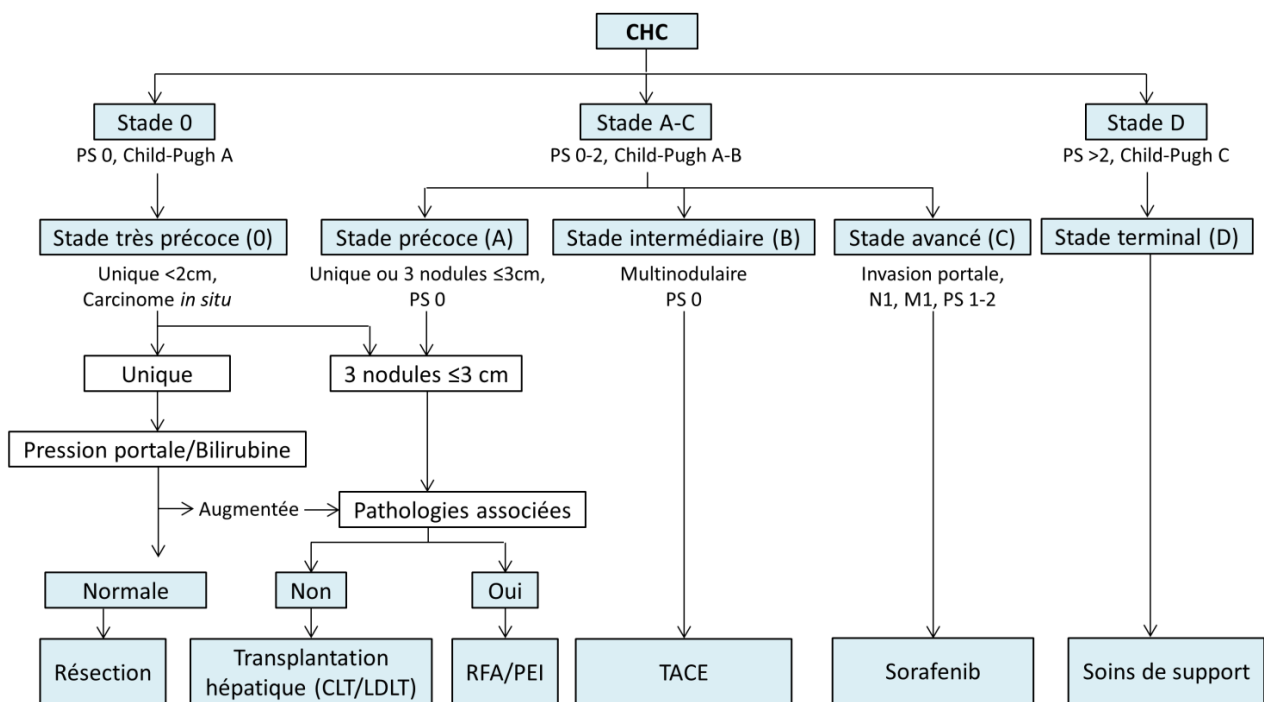 CHC
Stade 0
Stade A-C
Stade D
PS 0, Child-Pugh A
PS 0-2, Child-Pugh A-B
PS >2, Child-Pugh C
Stade très précoce (0)
Stade précoce (A)
Stade intermédiaire (B)
Stade avancé (C)
Stade terminal (D)
Unique <2cm,
Carcinome in situ
Unique ou 3 nodules ≤3cm,
PS 0
Multinodulaire
PS 0
Invasion portale,
N1, M1, PS 1-2
Unique
3 nodules ≤3 cm
Pression portale/Bilirubine
Augmentée
Pathologies associées
Normale
Non
Oui
Résection
Transplantation
hépatique (CLT/LDLT)
RFA/PEI
TACE
Sorafenib
Soins de support